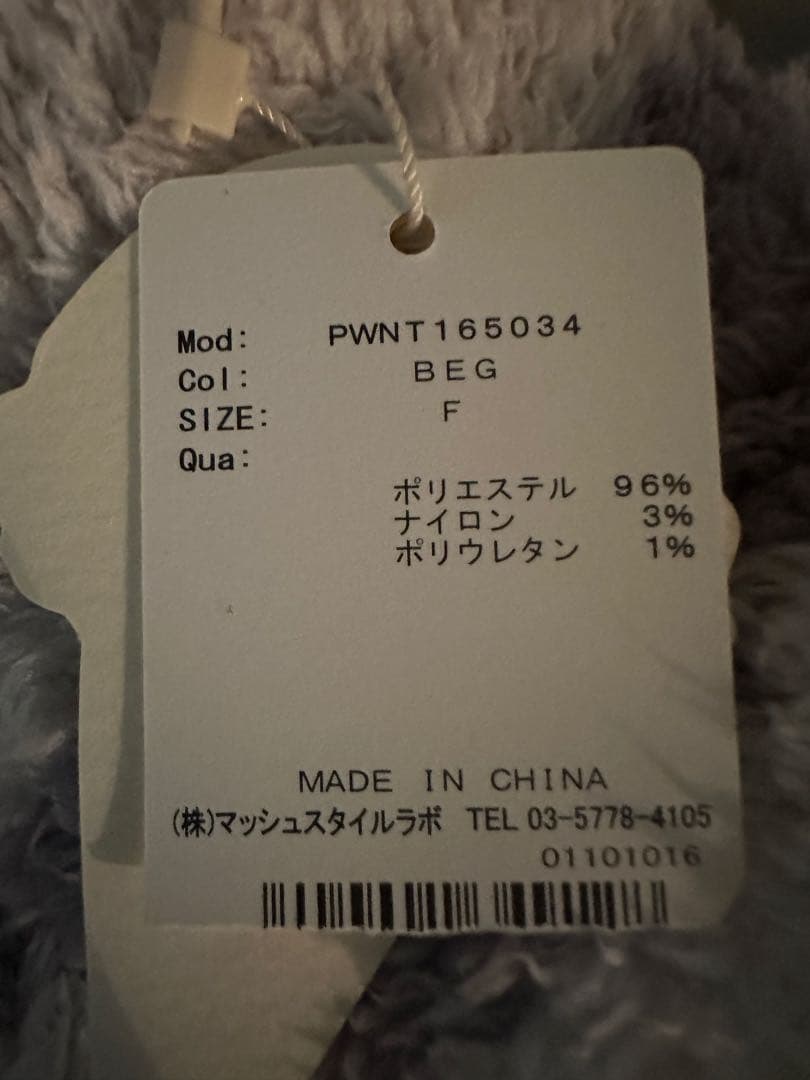 Mod: PWNT165034
Col: BEG
SIZE: F
Qua:
ポリエステル 96%
ナイロン 3%
ポリウレタン 1%
MADE IN CHINA
(株)マッシュスタイルラボ TEL 03-5778-4105
01101016